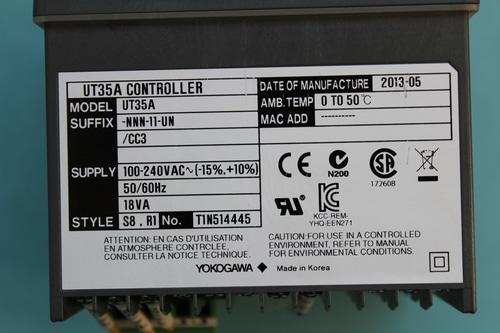 UT35A CONTROLLER
MODEL UT35A
SUFFIX -NNN-11-UN
/CC3
SUPPLY 100-240VAC~(-15%,+10%)
50/60Hz
18VA
STYLE S8 . R1 No. T1N514445
DATE OF MANUFACTURE 2013-05
AMB.TEMP 0 TO 50℃
MAC ADD ----------
CE N200 SA 172608
RU KC
KCC-REM-
YHQ-EEN271
ATTENTION: EN CAS D'UTILISATION
EN ATMOSPHERE CONTROLEE,
CONSULTER LA NOTICE TECHNIQUE.
CAUTION:FOR USE IN A CONTROLLED
ENVIRONMENT, REFER TO MANUAL
FOR ENVIRONMENTAL CONDITIONS.
YOKOGAWA ◆ Made in Korea